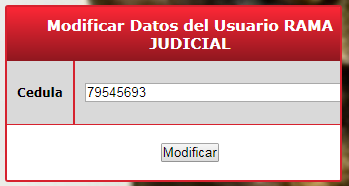 Modificar Datos del Usuario RAMA
JUDICIAL
Cedula
79545693
Modificar